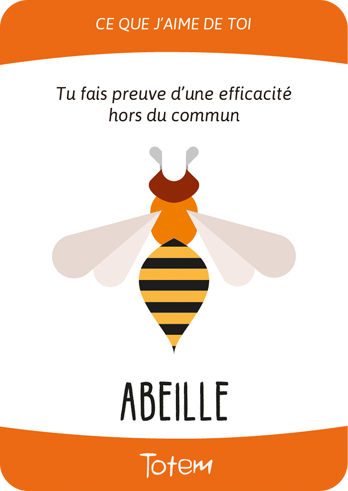 CE QUE J’AIME DE TOI
Tu fais preuve d’une efficacité
hors du commun
ABEILLE
Totem